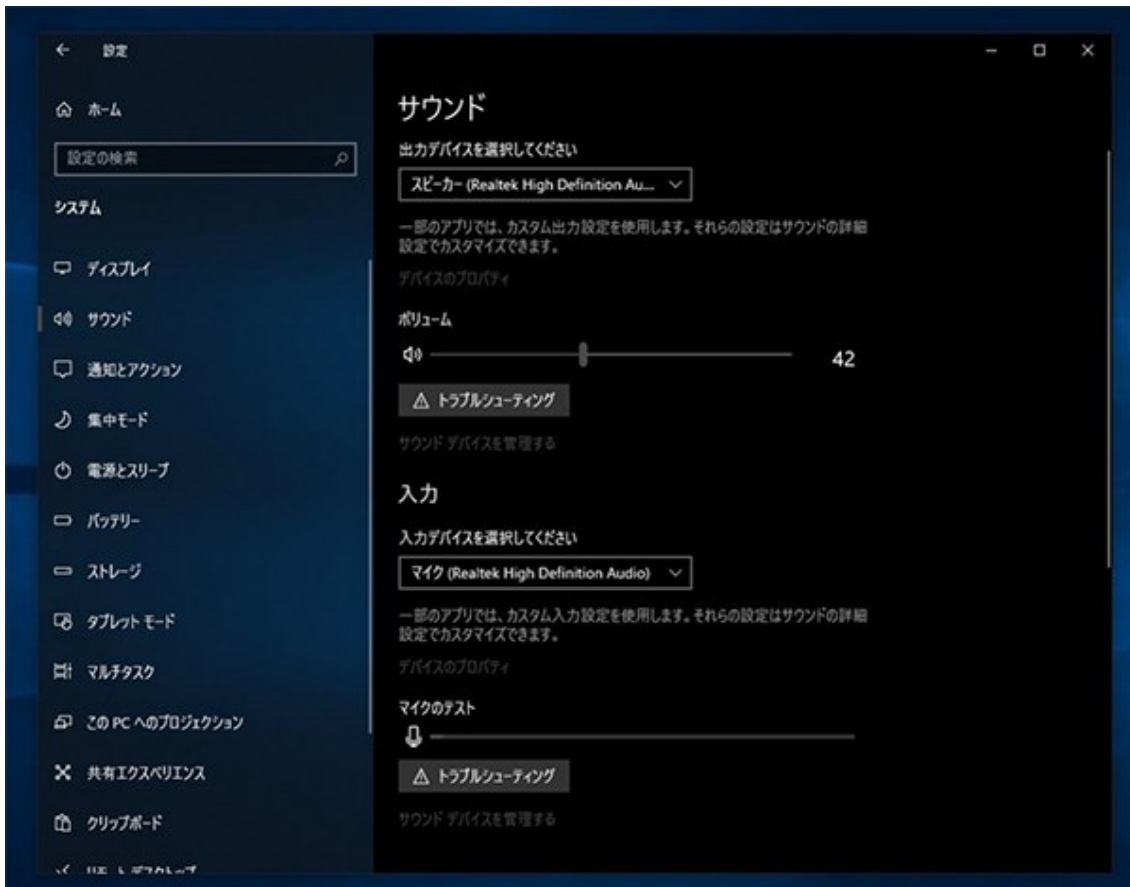 設定
ホーム
設定の検索
システム
ディスプレイ
サウンド
通知とアクション
集中モード
電源とスリープ
バッテリー
ストレージ
タブレット モード
マルチタスク
この PC へのプロジェクション
共有エクスペリエンス
クリップボード
リモート デスクトップ
サウンド
出力デバイスを選択してください
スピーカー (Realtek High Definition Au...
一部のアプリでは、カスタム出力設定を使用します。それらの設定はサウンドの詳細
設定でカスタマイズできます。
デバイスのプロパティ
ボリューム
42
トラブルシューティング
サウンド デバイスを管理する
入力
入力デバイスを選択してください
マイク (Realtek High Definition Audio)
一部のアプリでは、カスタム入力設定を使用します。それらの設定はサウンドの詳細
設定でカスタマイズできます。
デバイスのプロパティ
マイクのテスト
トラブルシューティング
サウンド デバイスを管理する